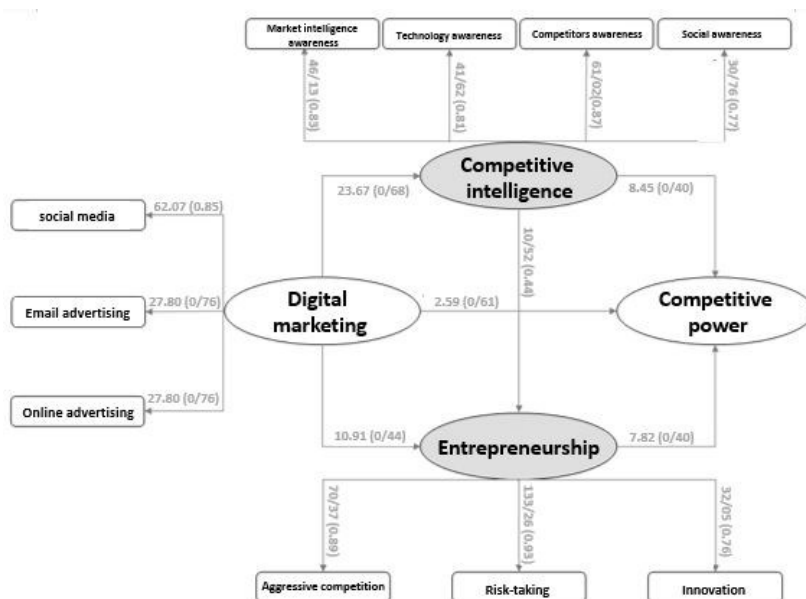 Market intelligence
awareness
Technology awareness
Competitors awareness
Social awareness
46/13 (0.83)
41/62 (0.81)
61/02(0.87)
30/76 (0.77)
Competitive
intelligence
23.67 (0/68)
8.45 (0/40)
62.07 (0.85)
social media
10/52 (0.44)
27.80 (0/76)
Email advertising
Digital
marketing
2.59 (0/61)
Competitive
power
27.80 (0/76)
Online advertising
10.91 (0/44)
Entrepreneurship
7.82 (0/40)
70/37 (0.89)
133/26 (0.93)
32/05 (0.76)
Aggressive competition
Risk-taking
Innovation